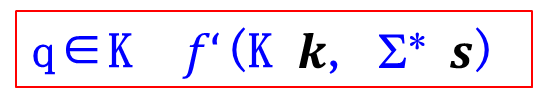 q∈K f‘(K k, Σ* s)